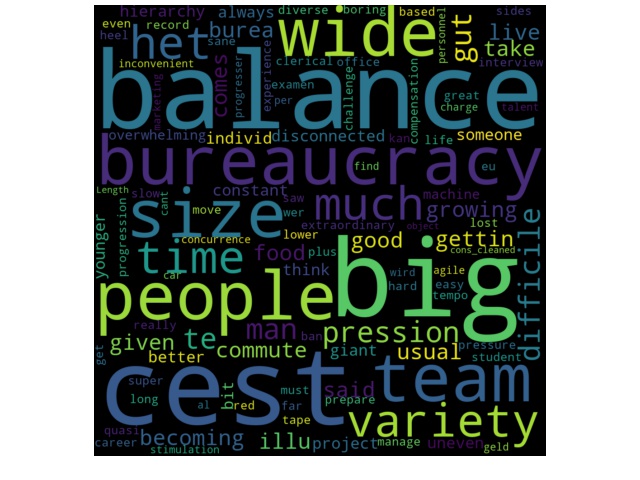 hierarchy always diverse boring based sides
even record heel burea wide personnel gut live
het sane clerical office take
inconvenient comes progresser experience examen challenge compensation interview
balance
marketing per great charge talent
overwhelming individ disconnected kan life someone
bureaucracy
find eu
Length slow constant saw much machine
cant size wer growing
younger move extraordinary object lost
progression concurrence lower plus good gettin cons_cleaned
time food think wird agile
car hard easy difficile
people big tempo
man pression
given te commute giant usual pressure
really ban better student
get cest team
super bit said
long al red must prepare
quasi tape far variety
career becoming illu project manage uneven
stimulation geld